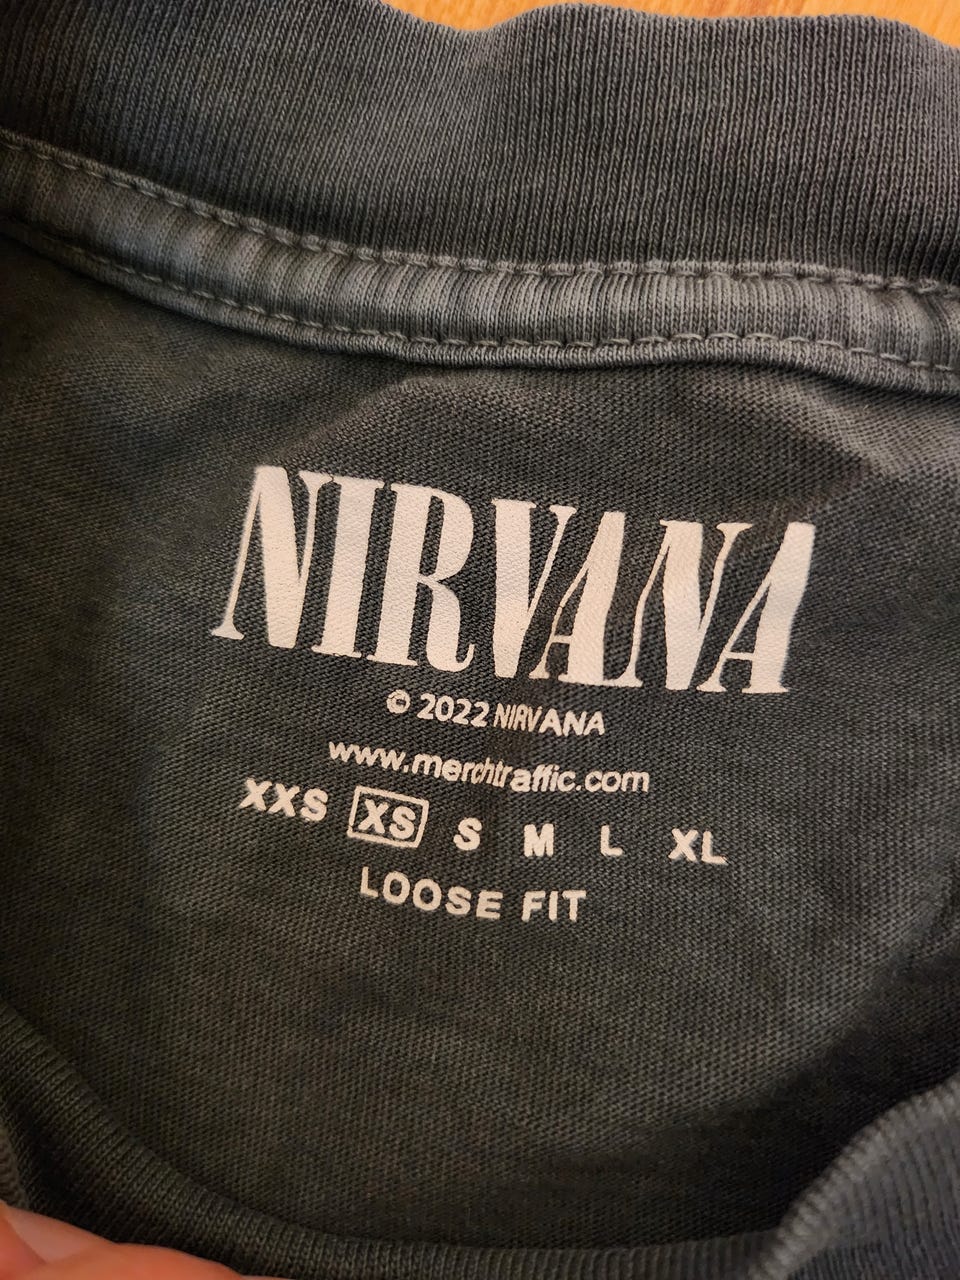 NIRVANA
© 2022 NIRVANA
www.merchtraffic.com
XXS XS S M L XL
LOOSE FIT